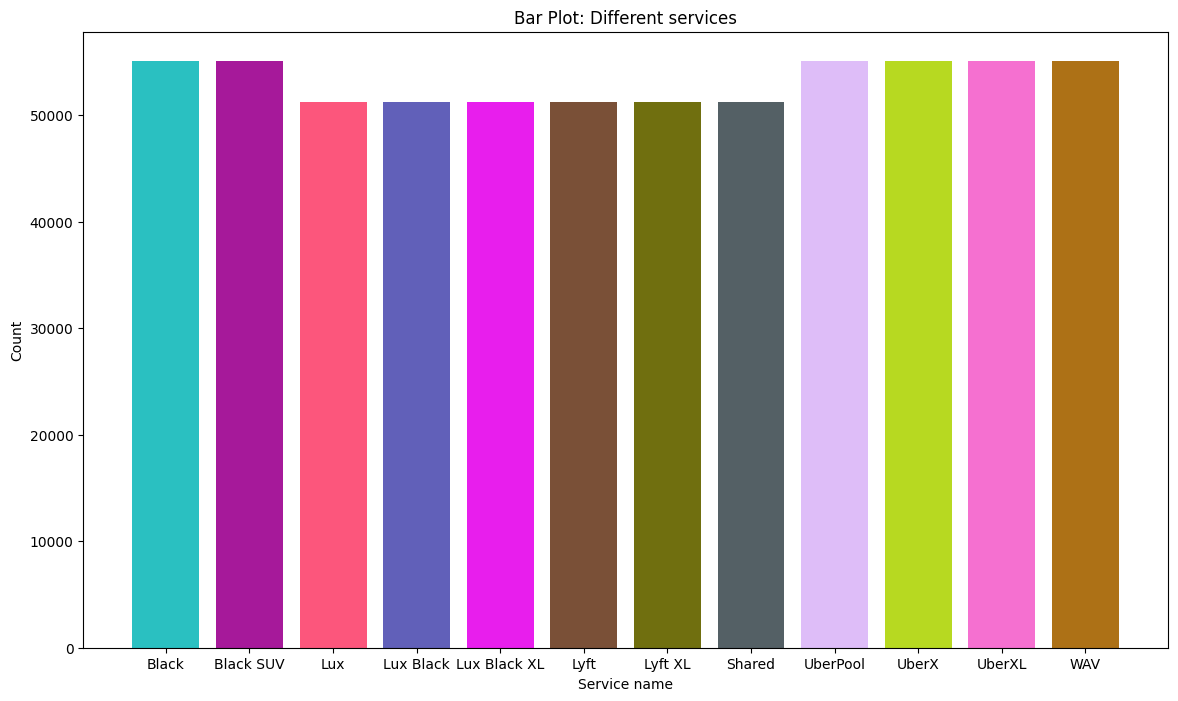 Bar Plot: Different services
Count
50000
40000
30000
20000
10000
0
Black Black SUV Lux Lux Black Lux Black XL Lyft Lyft XL Shared UberPool UberX UberXL WAV
Service name